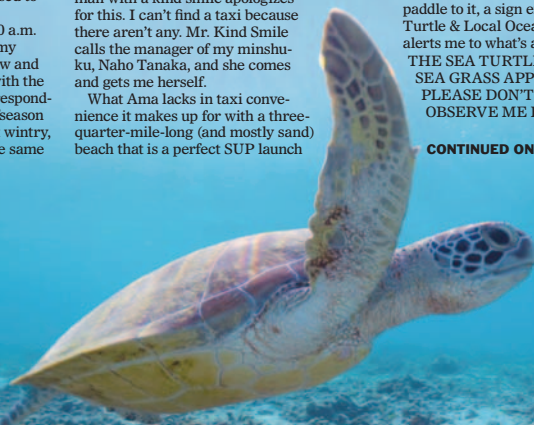 0 a.m.
my
w and
with the
respond-
season
wintry,
e same
man with a kind smile apologizes
for this. I can't find a taxi because
there aren't any. Mr. Kind Smile
calls the manager of my minshu-
ku, Naho Tanaka, and she comes
and gets me herself.
What Ama lacks in taxi conve-
nience it makes up for with a three-
quarter-mile-long (and mostly sand)
beach that is a perfect SUP launch
paddle to it, a sign e
Turtle & Local Ocea
alerts me to what's a
THE SEA TURTL
SEA GRASS APP
PLEASE DON'T
OBSERVE ME
CONTINUED ON